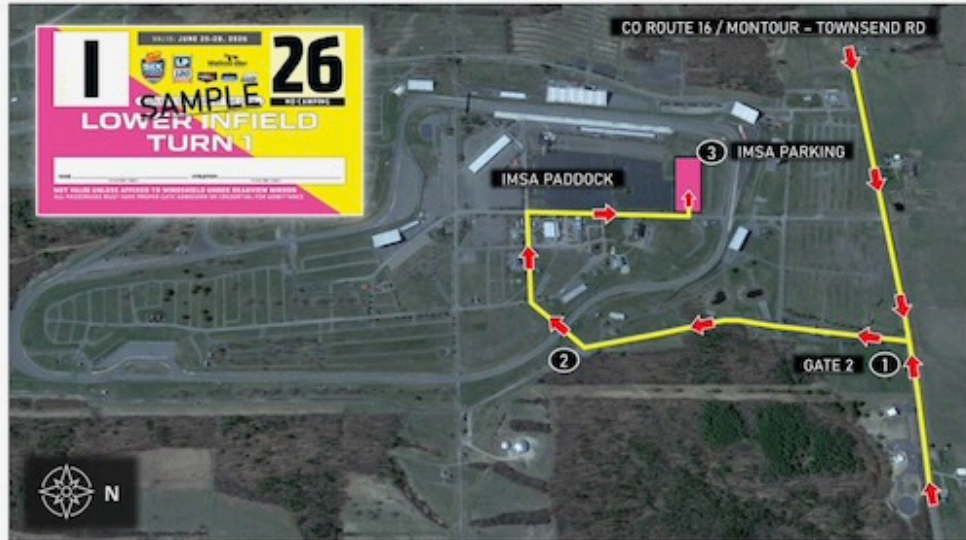 CO ROUTE 16 / MONTOUR – TOWNSEND RD
I
VALID: JUNE 25-28, 2026
26
NO CAMPING
SAMPLE
LOWER INFIELD
TURN 1
NOT VALID UNLESS AFFIXED TO WINDSHIELD UNDER REARVIEW MIRROR
ALL PASSENGERS MUST HAVE PROPER GATE ADMISSION OR CREDENTIAL FOR ADMITTANCE
3 IMSA PARKING
IMSA PADDOCK
2
GATE 2 1
N